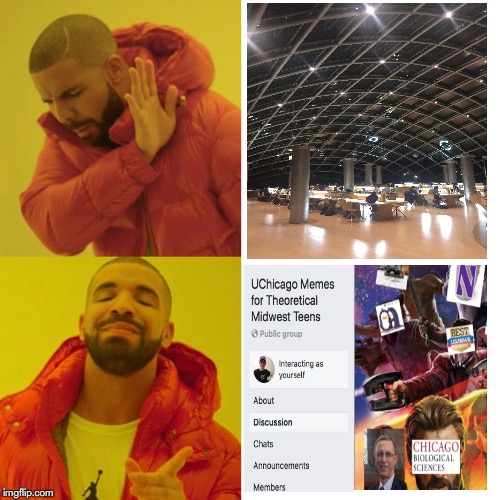 UChicago Memes
for Theoretical
Midwest Teens
Public group
Interacting as
yourself
About
Discussion
Chats
Announcements
Members
N
BEST
CHICAGO
BIOLOGICAL
SCIENCES
imgflip.com